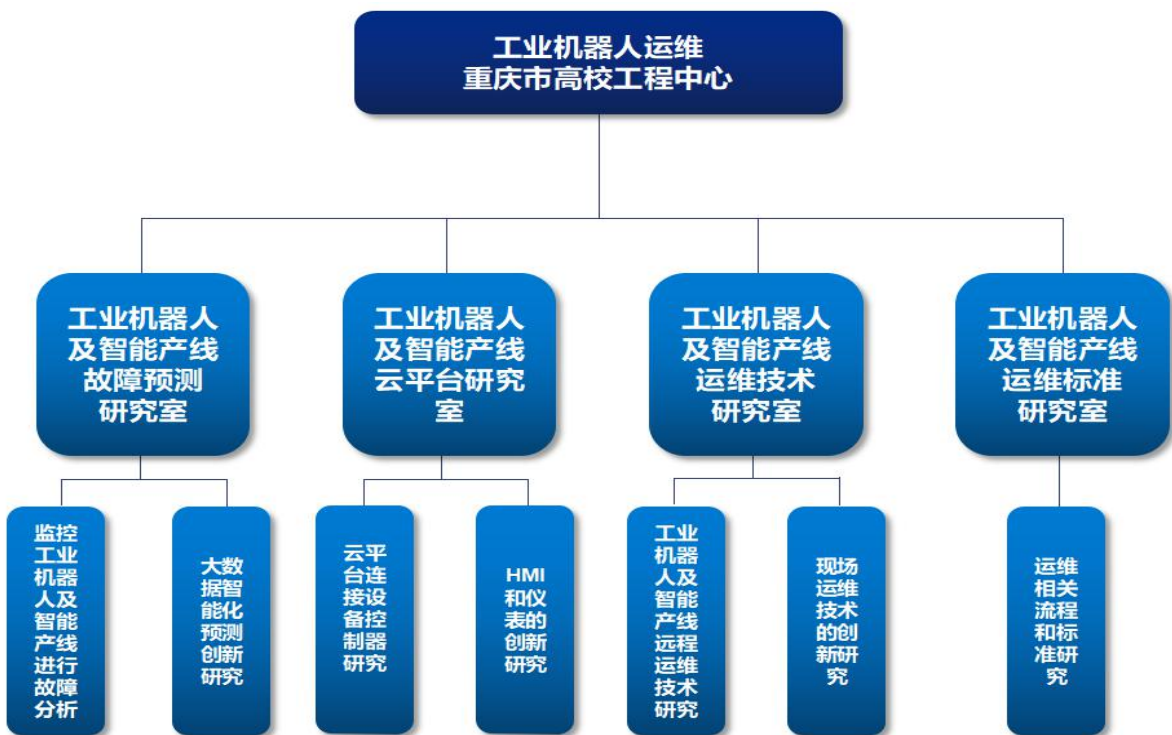 工业机器人运维
重庆市高校工程中心
工业机器人
及智能产线
故障预测
研究室
工业机器人
及智能产线
云平台研究
室
工业机器人
及智能产线
运维技术
研究室
工业机器人
及智能产线
运维标准
研究室
监控
工业
机器
人及
智能
产线
进行
故障
分析
大数
据智
能化
预测
创新
研究
云平
台连
接设
备控
制器
研究
HMI
和仪
表的
创新
研究
工业
机器
人及
智能
产线
远程
运维
技术
研究
现场
运维
技术
的创
新研
究
运维
相关
流程
和标
准研
究